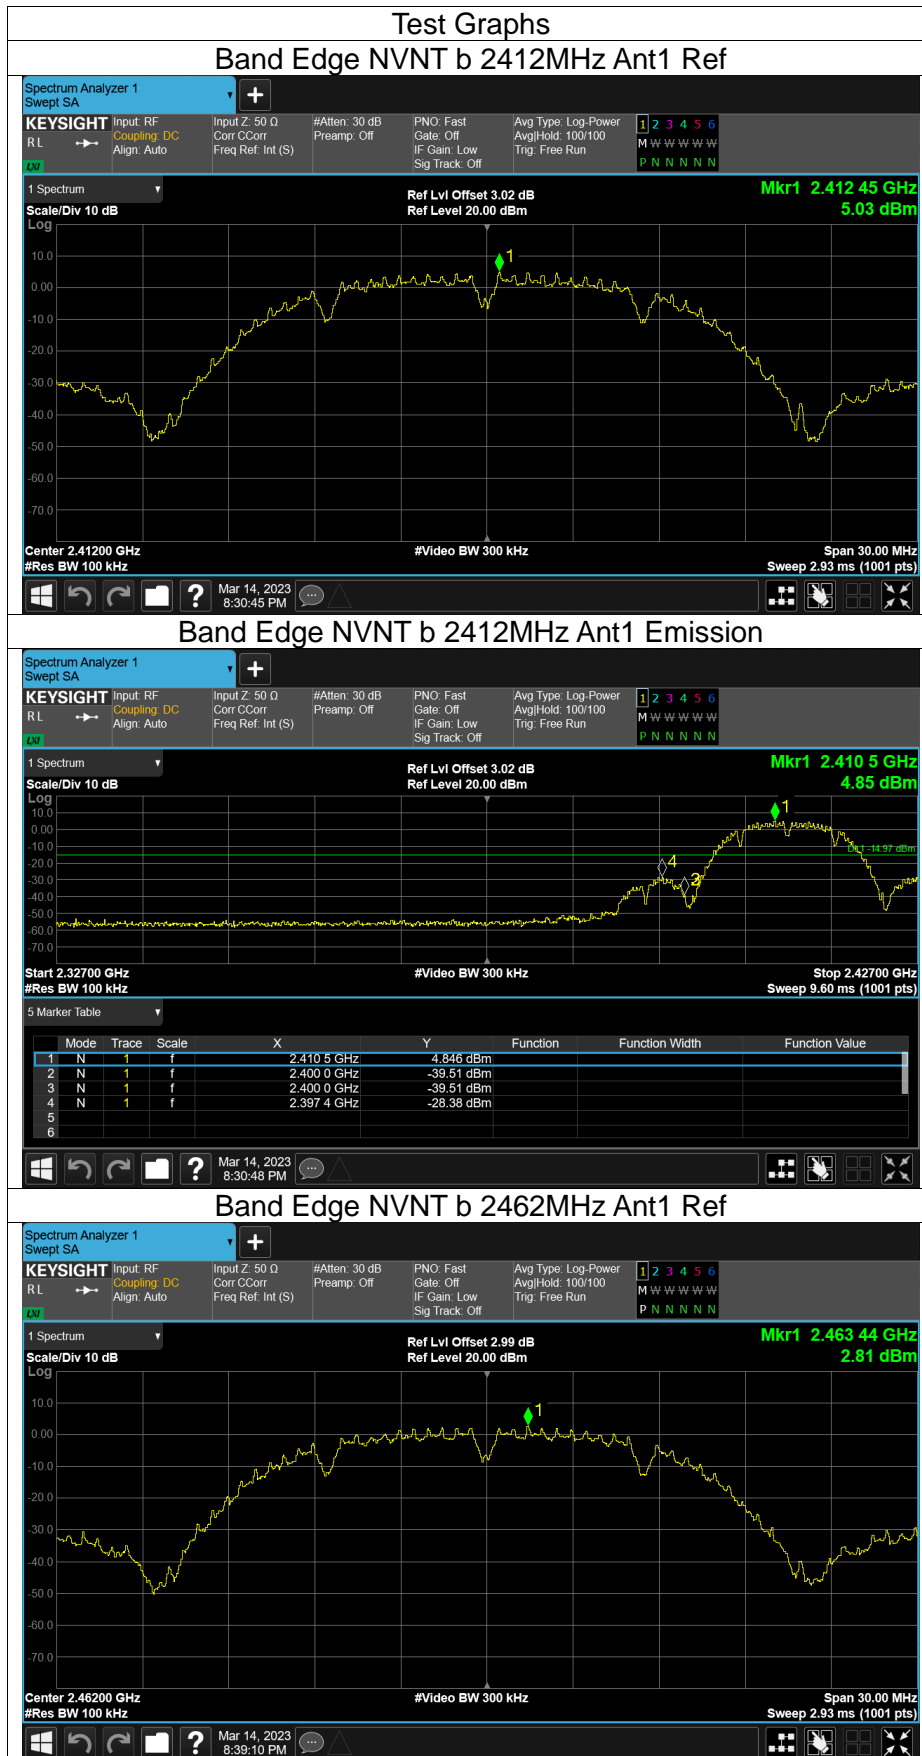 Test Graphs
Band Edge NVNT b 2412MHz Ant1 Ref
Spectrum Analyzer 1
Swept SA
+
KEYSIGHT Input: RF Input Z: 50 Ω #Atten: 30 dB PNO: Fast Avg Type: Log-Power 1 2 3 4 5 6
R L Coupling: DC Corr CCorr Preamp: Off Gate: Off Avg|Hold: 100/100 M W W W W W
Align: Auto Freq Ref: Int (S) IF Gain: Low Trig: Free Run P N N N N N
LXI Sig Track: Off
1 Spectrum Ref Lvl Offset 3.02 dB Mkr1 2.412 45 GHz
Scale/Div 10 dB Ref Level 20.00 dBm 5.03 dBm
Log
1
10.0
0.00
-10.0
-20.0
-30.0
-40.0
-50.0
-60.0
-70.0
Center 2.41200 GHz #Video BW 300 kHz Span 30.00 MHz
#Res BW 100 kHz Sweep 2.93 ms (1001 pts)
? Mar 14, 2023
8:30:45 PM
Band Edge NVNT b 2412MHz Ant1 Emission
Spectrum Analyzer 1
Swept SA
+
KEYSIGHT Input: RF Input Z: 50 Ω #Atten: 30 dB PNO: Fast Avg Type: Log-Power 1 2 3 4 5 6
R L Coupling: DC Corr CCorr Preamp: Off Gate: Off Avg|Hold: 100/100 M W W W W W
Align: Auto Freq Ref: Int (S) IF Gain: Low Trig: Free Run P N N N N N
LXI Sig Track: Off
1 Spectrum Ref Lvl Offset 3.02 dB Mkr1 2.410 5 GHz
Scale/Div 10 dB Ref Level 20.00 dBm 4.85 dBm
Log
1
10.0
0.00
-10.0 DL1 -14.97 dBm
-20.0 4
-30.0 2
-40.0
-50.0
-60.0
-70.0
Start 2.32700 GHz #Video BW 300 kHz Stop 2.42700 GHz
#Res BW 100 kHz Sweep 9.60 ms (1001 pts)
5 Marker Table
Mode Trace Scale X Y Function Function Width Function Value
1 N 1 f 2.410 5 GHz 4.846 dBm
2 N 1 f 2.400 0 GHz -39.51 dBm
3 N 1 f 2.400 0 GHz -39.51 dBm
4 N 1 f 2.397 4 GHz -28.38 dBm
5
6
? Mar 14, 2023
8:30:48 PM
Band Edge NVNT b 2462MHz Ant1 Ref
Spectrum Analyzer 1
Swept SA
+
KEYSIGHT Input: RF Input Z: 50 Ω #Atten: 30 dB PNO: Fast Avg Type: Log-Power 1 2 3 4 5 6
R L Coupling: DC Corr CCorr Preamp: Off Gate: Off Avg|Hold: 100/100 M W W W W W
Align: Auto Freq Ref: Int (S) IF Gain: Low Trig: Free Run P N N N N N
LXI Sig Track: Off
1 Spectrum Ref Lvl Offset 2.99 dB Mkr1 2.463 44 GHz
Scale/Div 10 dB Ref Level 20.00 dBm 2.81 dBm
Log
10.0
1
0.00
-10.0
-20.0
-30.0
-40.0
-50.0
-60.0
-70.0
Center 2.46200 GHz #Video BW 300 kHz Span 30.00 MHz
#Res BW 100 kHz Sweep 2.93 ms (1001 pts)
? Mar 14, 2023
8:39:10 PM